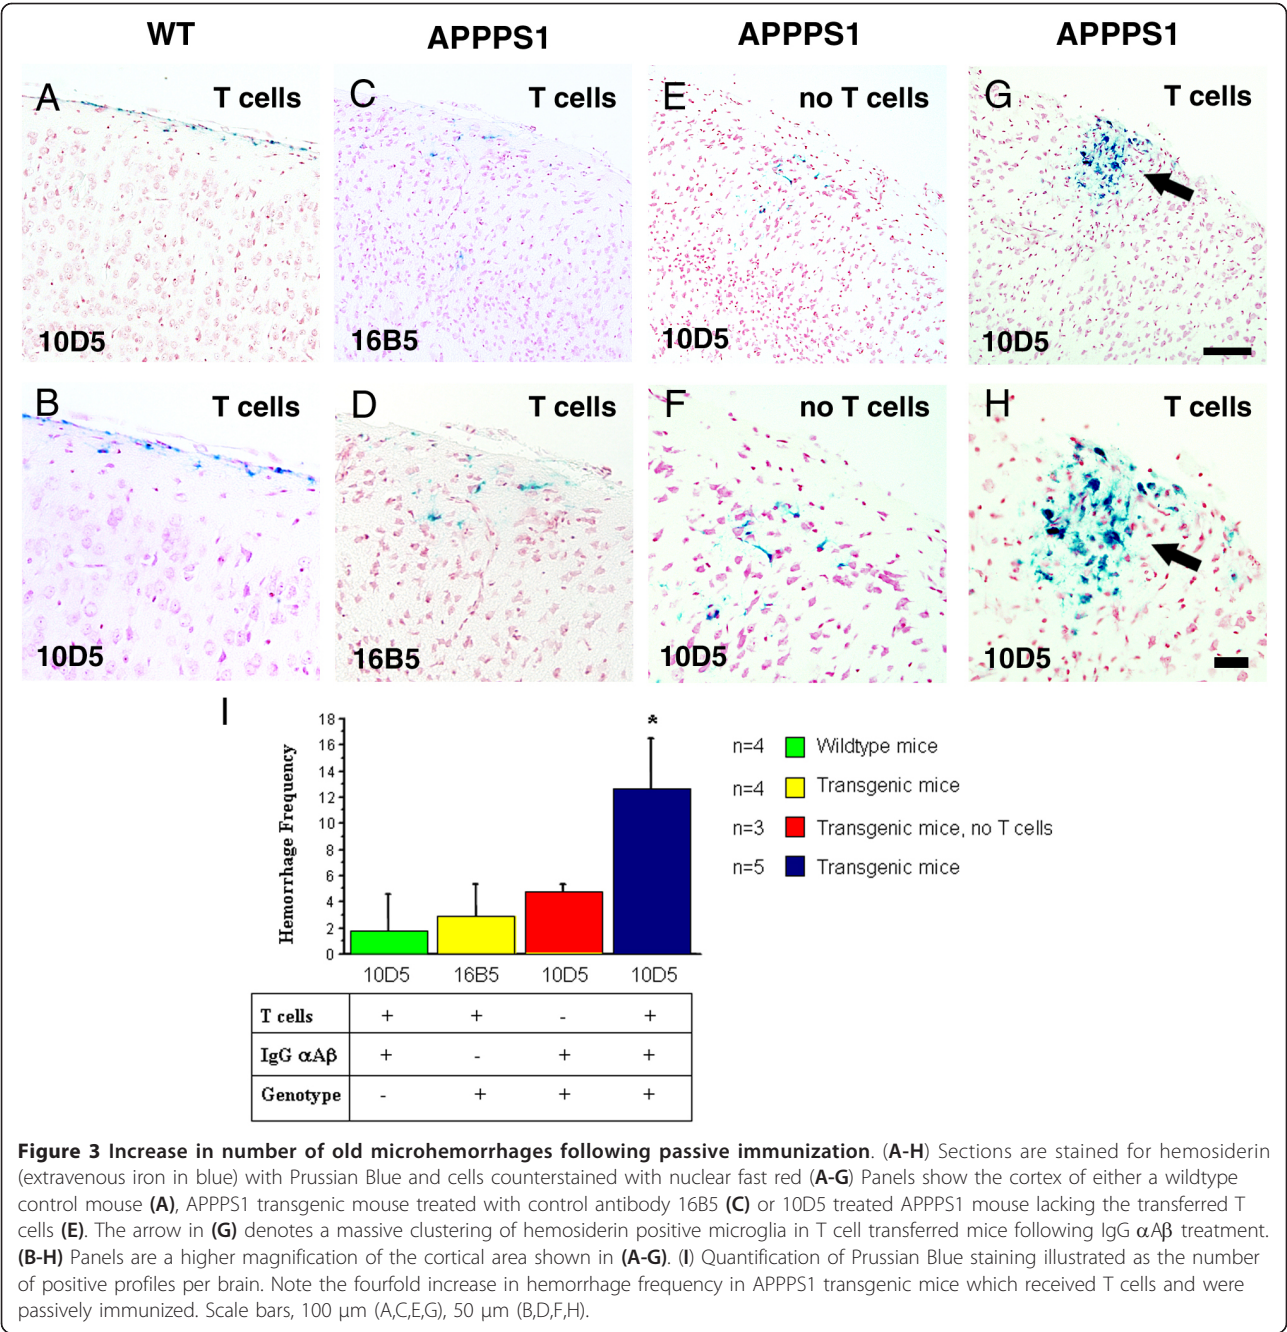 WT APPPS1 APPPS1 APPPS1
A T cells C T cells E no T cells G T cells
10D5 16B5 10D5 10D5
B T cells D T cells F no T cells H T cells
10D5 16B5 10D5 10D5
I
Hemorrhage Frequency
18
16
14
12
10
8
6
4
2
0
*
n=4 Wildtype mice
n=4 Transgenic mice
n=3 Transgenic mice, no T cells
n=5 Transgenic mice
10D5 16B5 10D5 10D5
T cells + + - +
IgG αAβ + - + +
Genotype - + + +
Figure 3 Increase in number of old microhemorrhages following passive immunization. (A-H) Sections are stained for hemosiderin
(extravenous iron in blue) with Prussian Blue and cells counterstained with nuclear fast red (A-G) Panels show the cortex of either a wildtype
control mouse (A), APPPS1 transgenic mouse treated with control antibody 16B5 (C) or 10D5 treated APPPS1 mouse lacking the transferred T
cells (E). The arrow in (G) denotes a massive clustering of hemosiderin positive microglia in T cell transferred mice following IgG αAβ treatment.
(B-H) Panels are a higher magnification of the cortical area shown in (A-G). (I) Quantification of Prussian Blue staining illustrated as the number
of positive profiles per brain. Note the fourfold increase in hemorrhage frequency in APPPS1 transgenic mice which received T cells and were
passively immunized. Scale bars, 100 μm (A,C,E,G), 50 μm (B,D,F,H).